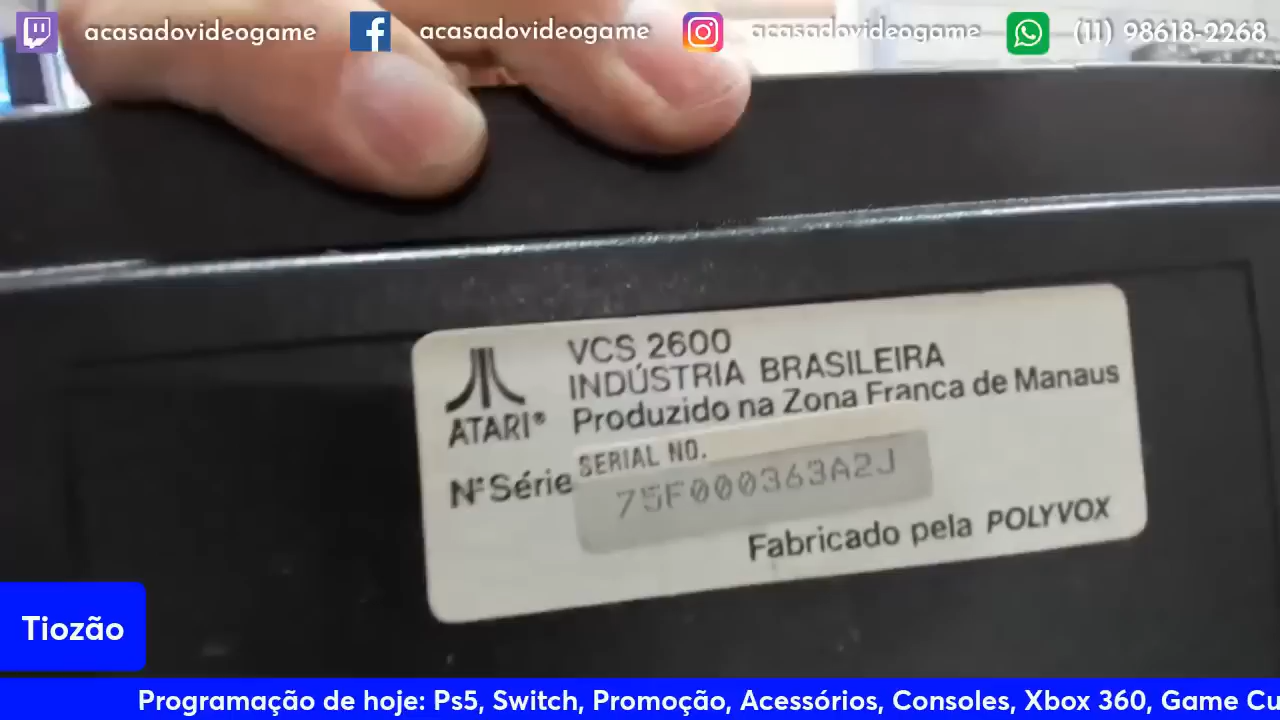 acasadovideogame acasadovideogame acasadovideogame (11) 98618-2268
VCS 2600
INDÚSTRIA BRASILEIRA
Produzido na Zona Franca de Manaus
ATARI®
SERIAL NO.
Nº Série 75F000363A2J
Fabricado pela POLYVOX
Tiozão
Programação de hoje: Ps5, Switch, Promoção, Acessórios, Consoles, Xbox 360, Game Cu